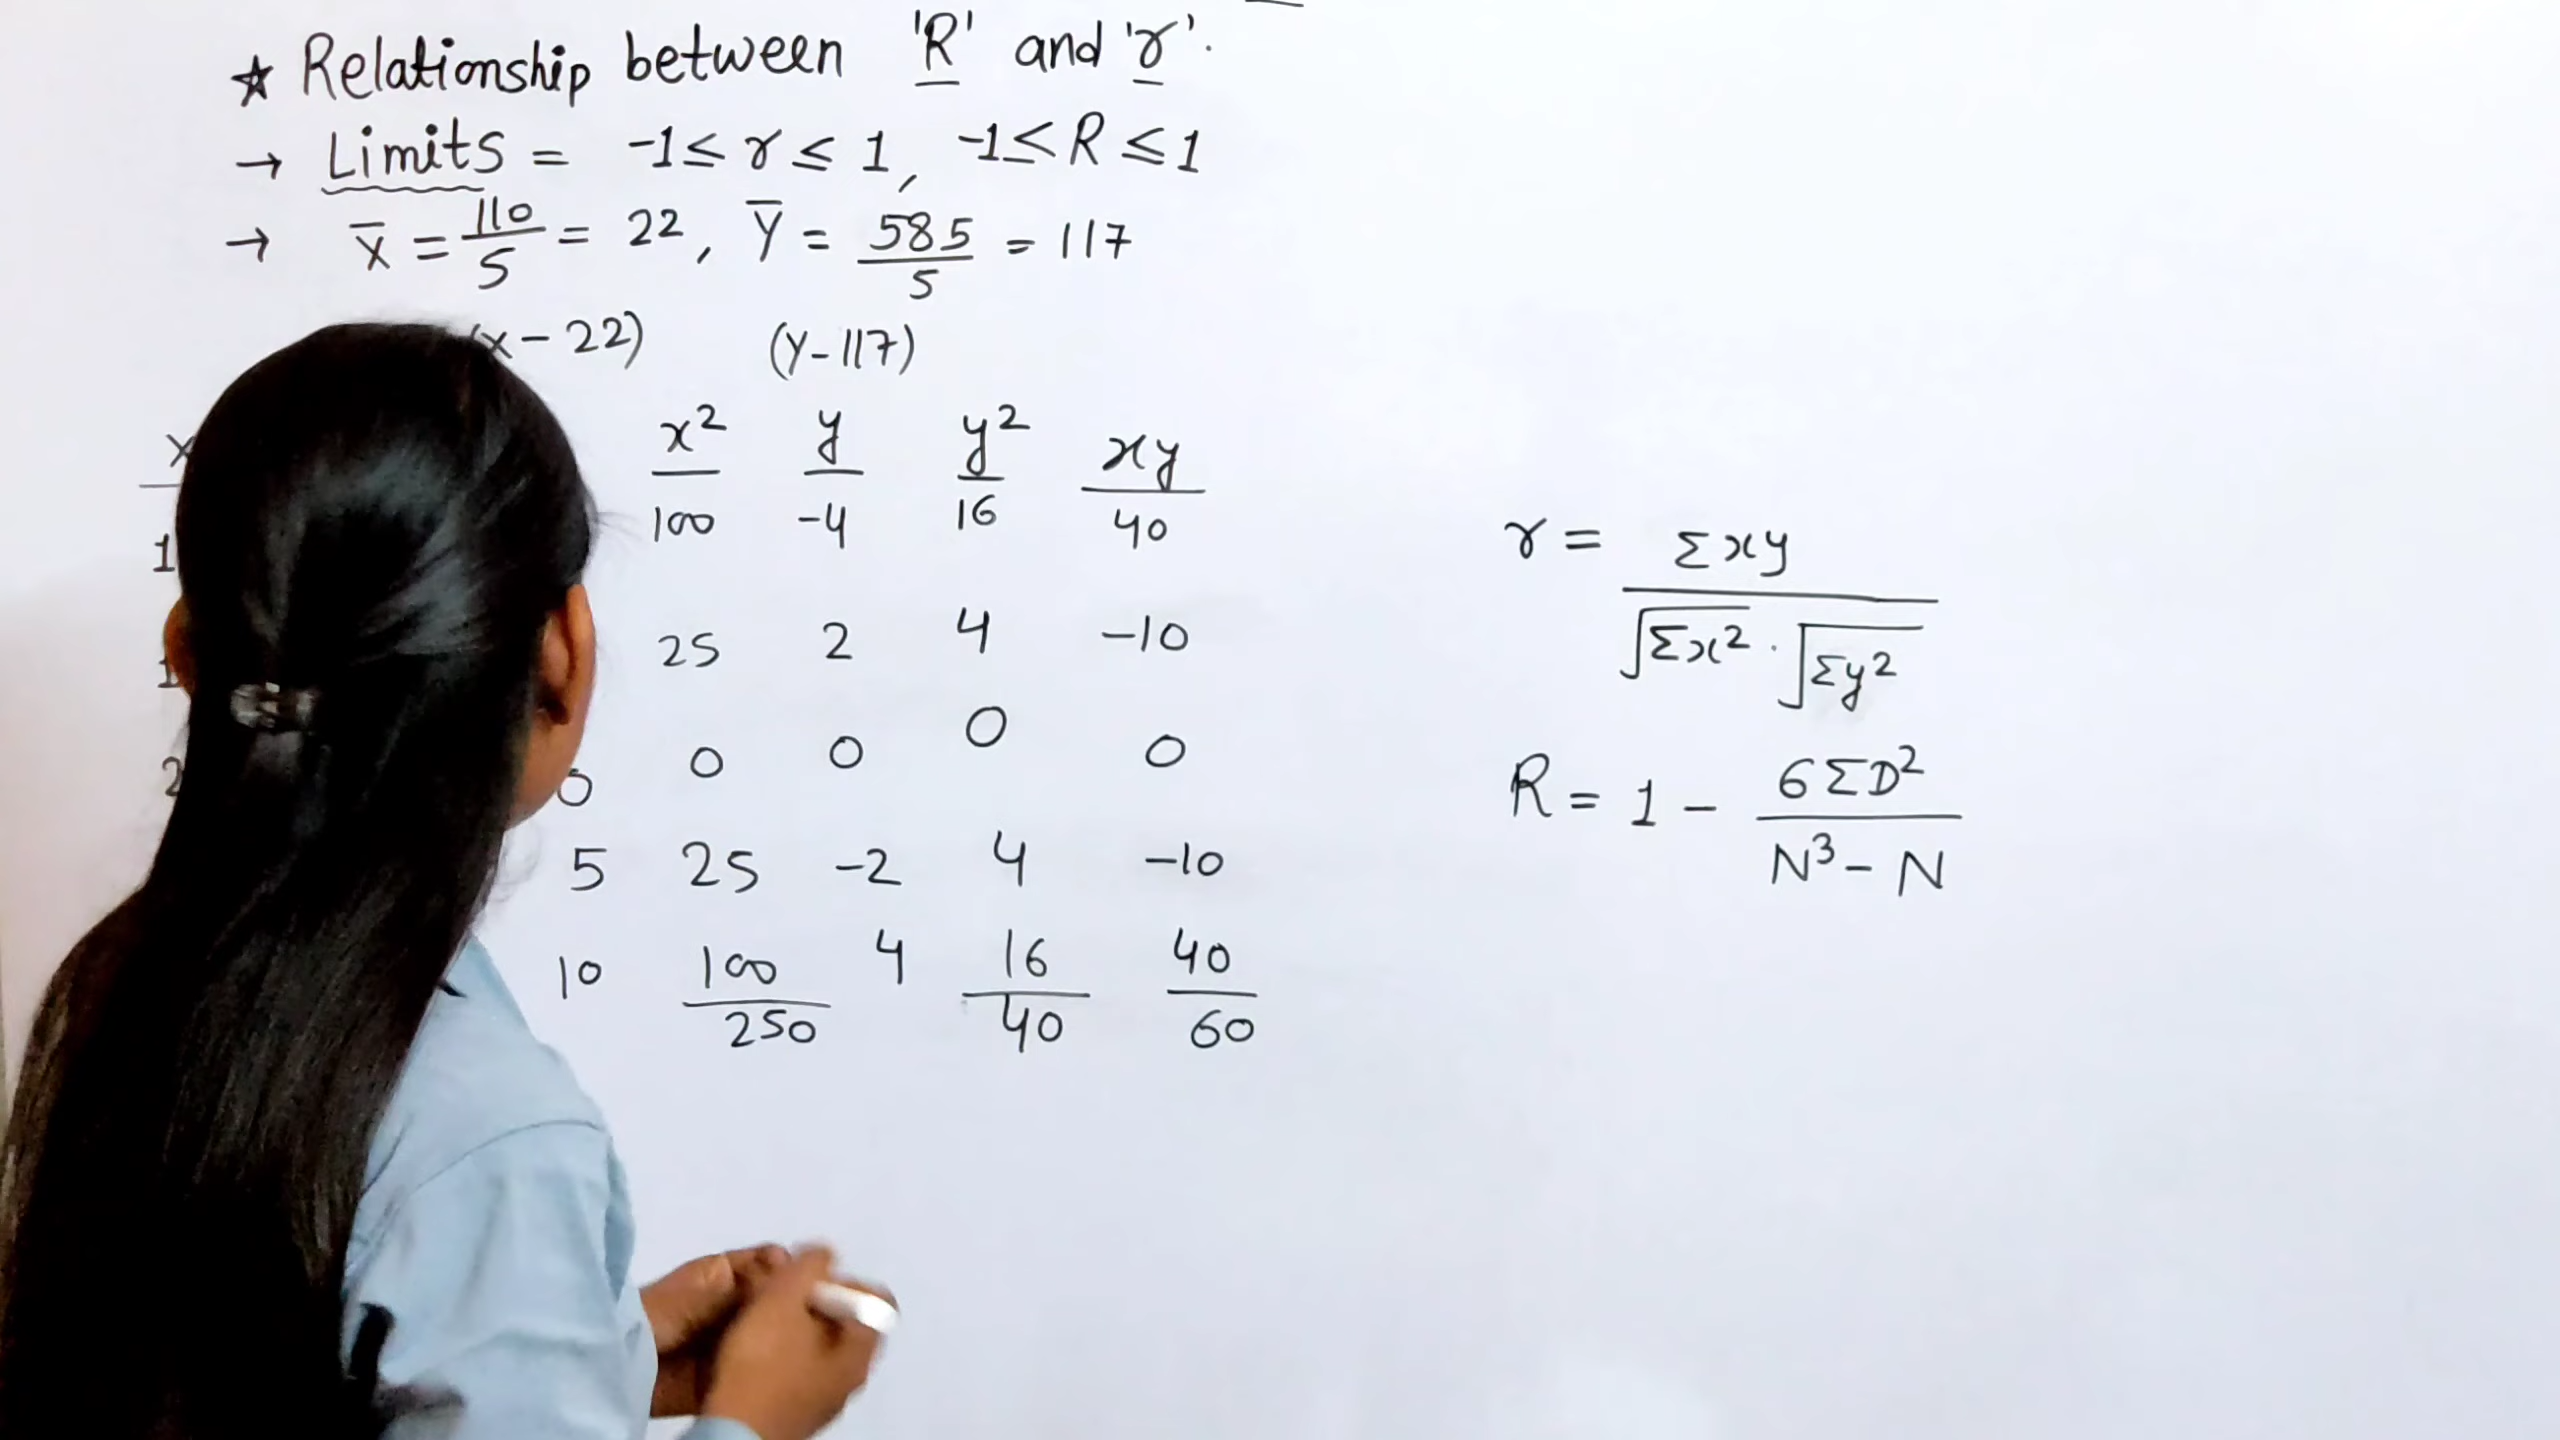 ★ Relationship between 'R' and 'r'.
→ Limits = -1 ≤ r ≤ 1, -1 ≤ R ≤ 1
→ X̅ = 110/5 = 22, Y̅ = 585/5 = 117
(x - 22) (Y - 117)
x² y y² xy
100 -4 16 40
25 2 4 -10
0 0 0 0 0
5 25 -2 4 -10
10 100 4 16 40
250 40 60
r = Σxy / √Σx² · √Σy²
R = 1 - 6ΣD² / N³ - N